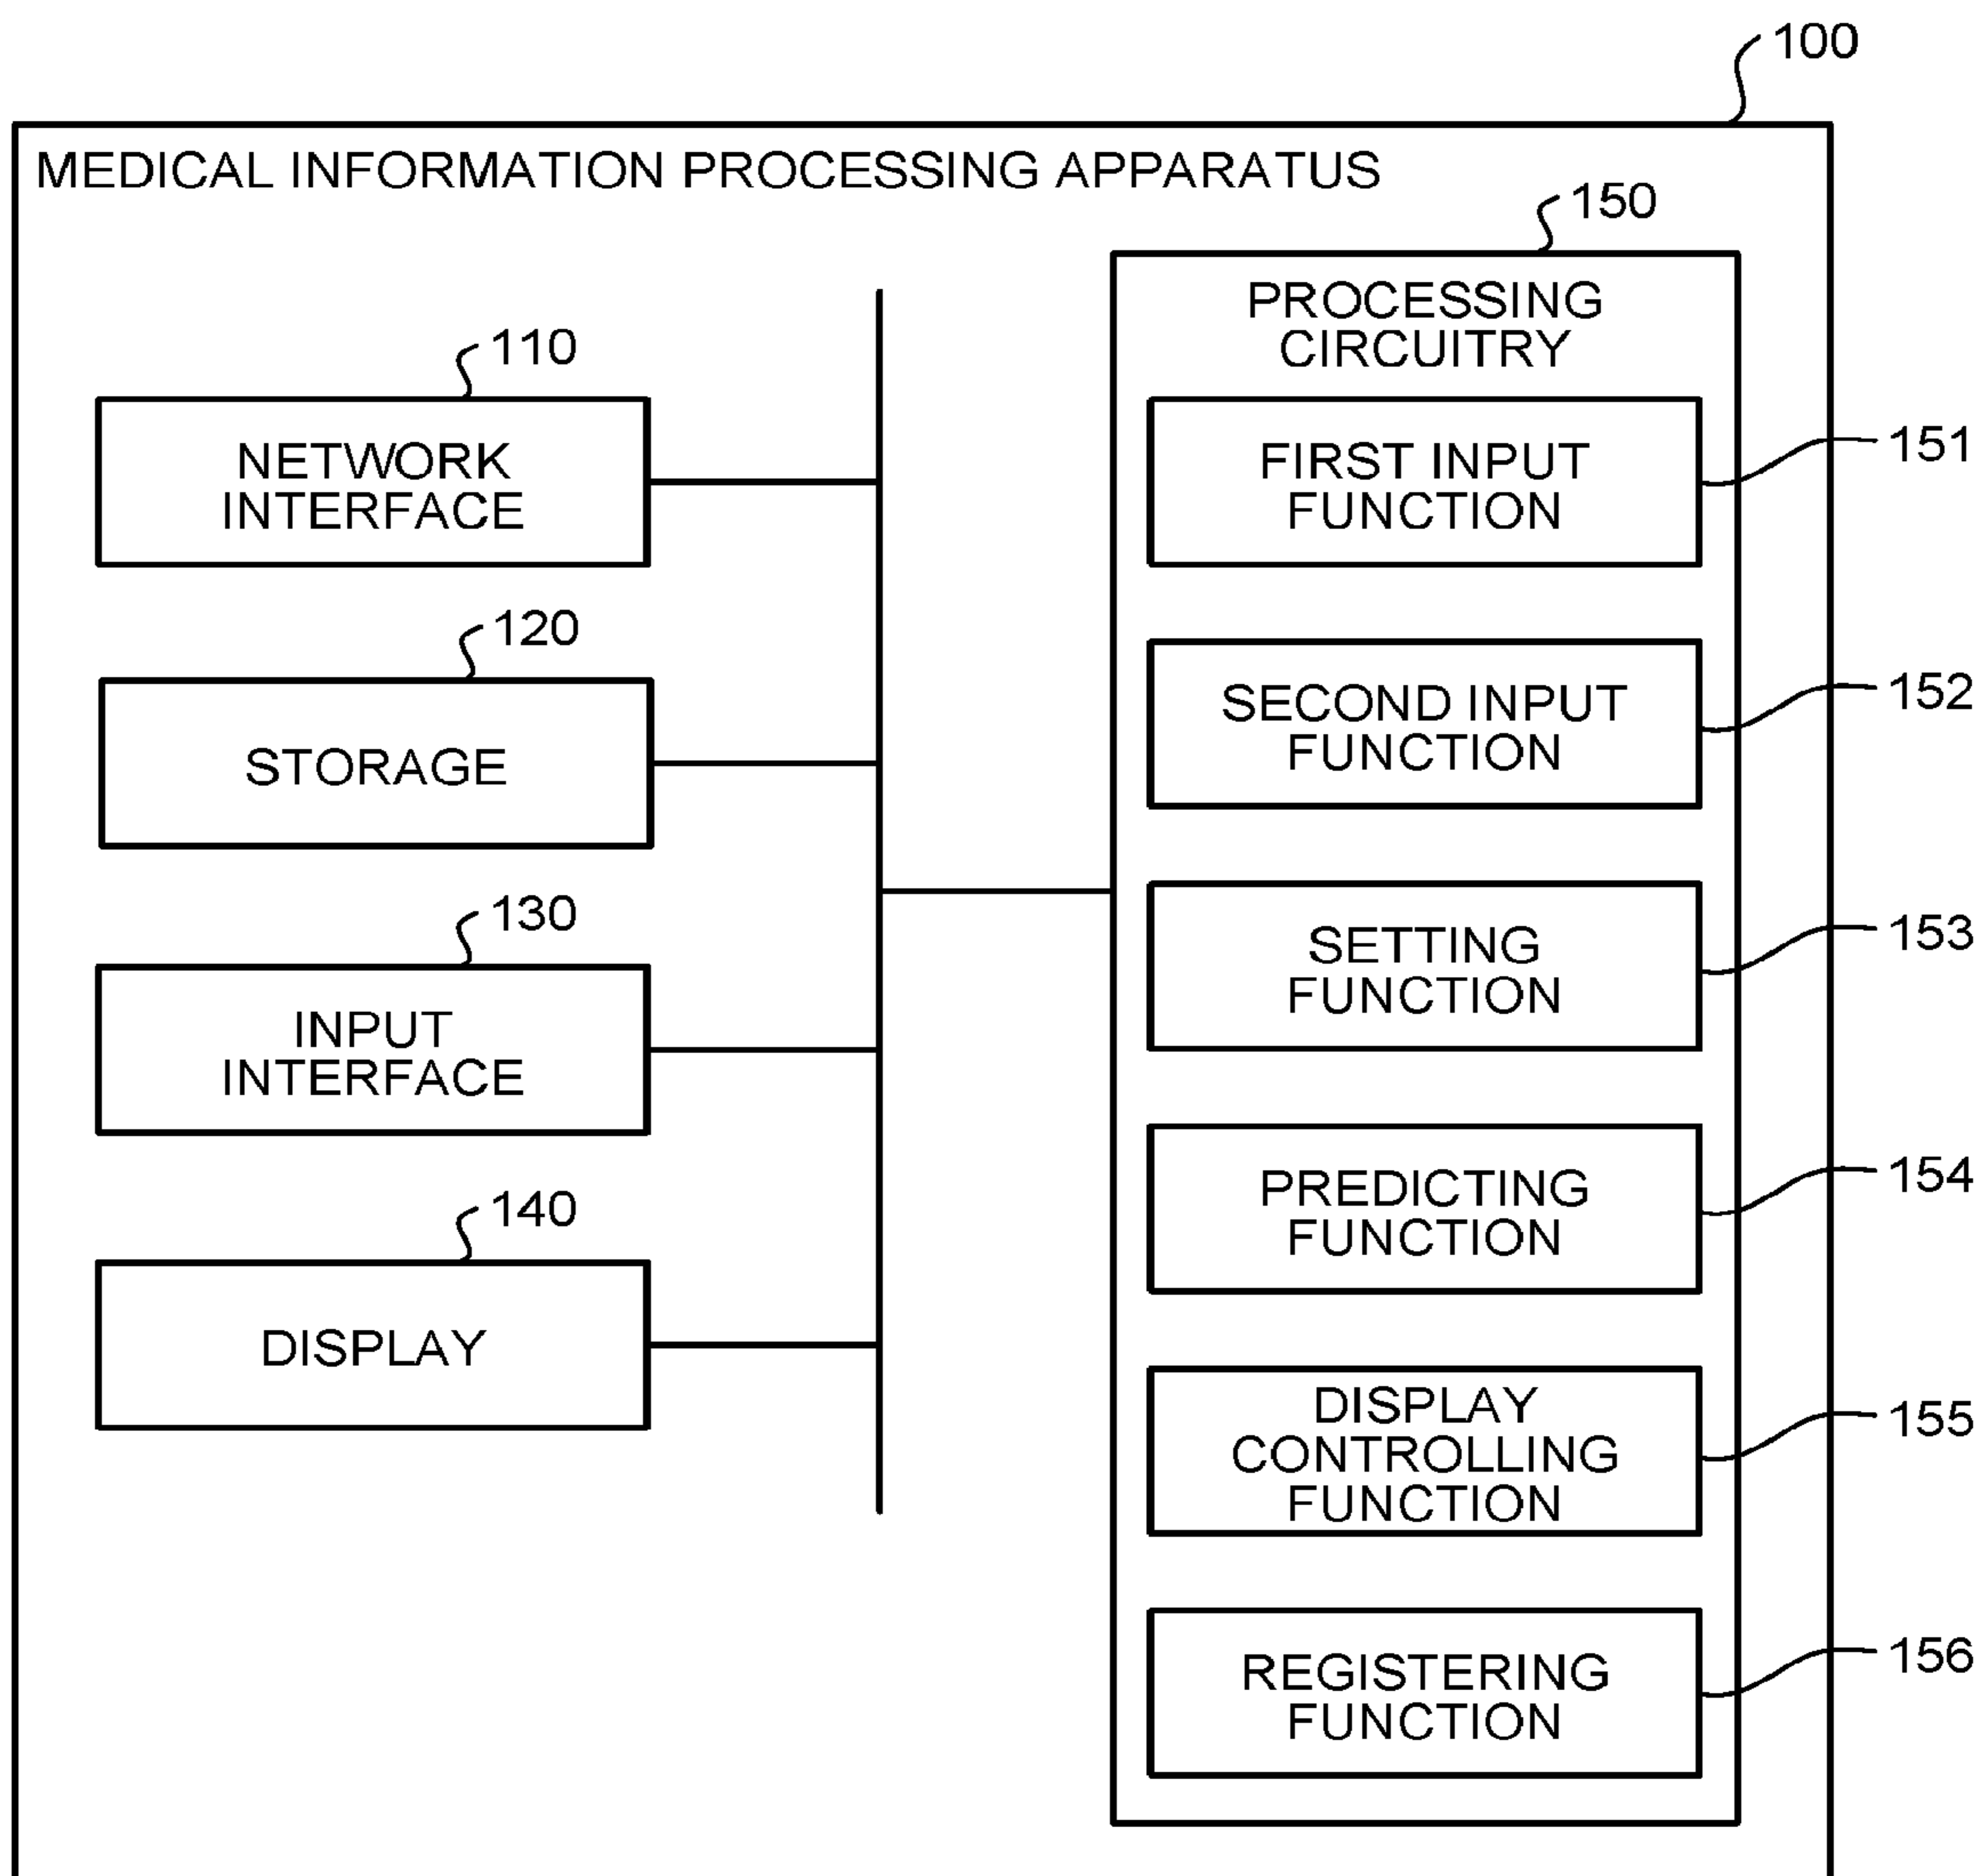 100
MEDICAL INFORMATION PROCESSING APPARATUS
150
PROCESSING
CIRCUITRY
110
NETWORK
INTERFACE
120
STORAGE
130
INPUT
INTERFACE
140
DISPLAY
FIRST INPUT
FUNCTION
151
SECOND INPUT
FUNCTION
152
SETTING
FUNCTION
153
PREDICTING
FUNCTION
154
DISPLAY
CONTROLLING
FUNCTION
155
REGISTERING
FUNCTION
156